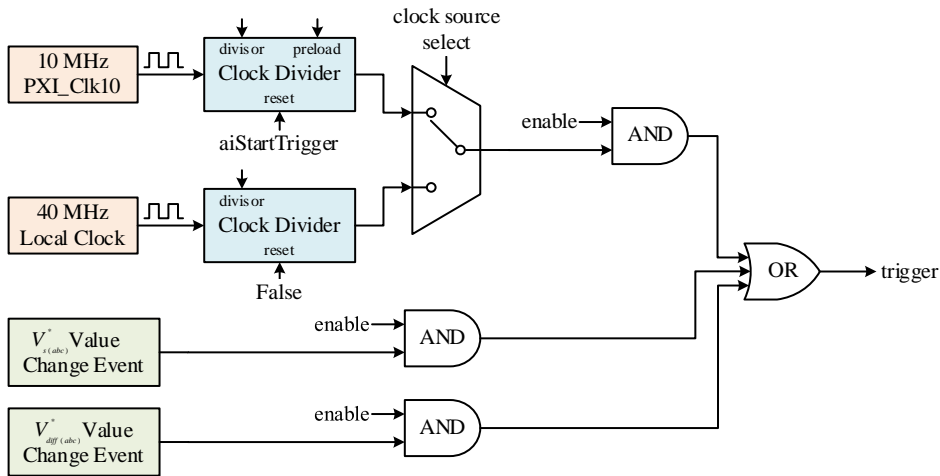 clock source
select
10 MHz
PXI_Clk10
divisor preload
Clock Divider
reset
aiStartTrigger
enable
AND
40 MHz
Local Clock
divisor
Clock Divider
reset
False
OR
trigger
V*s(abc) Value
Change Event
enable
AND
V*diff(abc) Value
Change Event
enable
AND